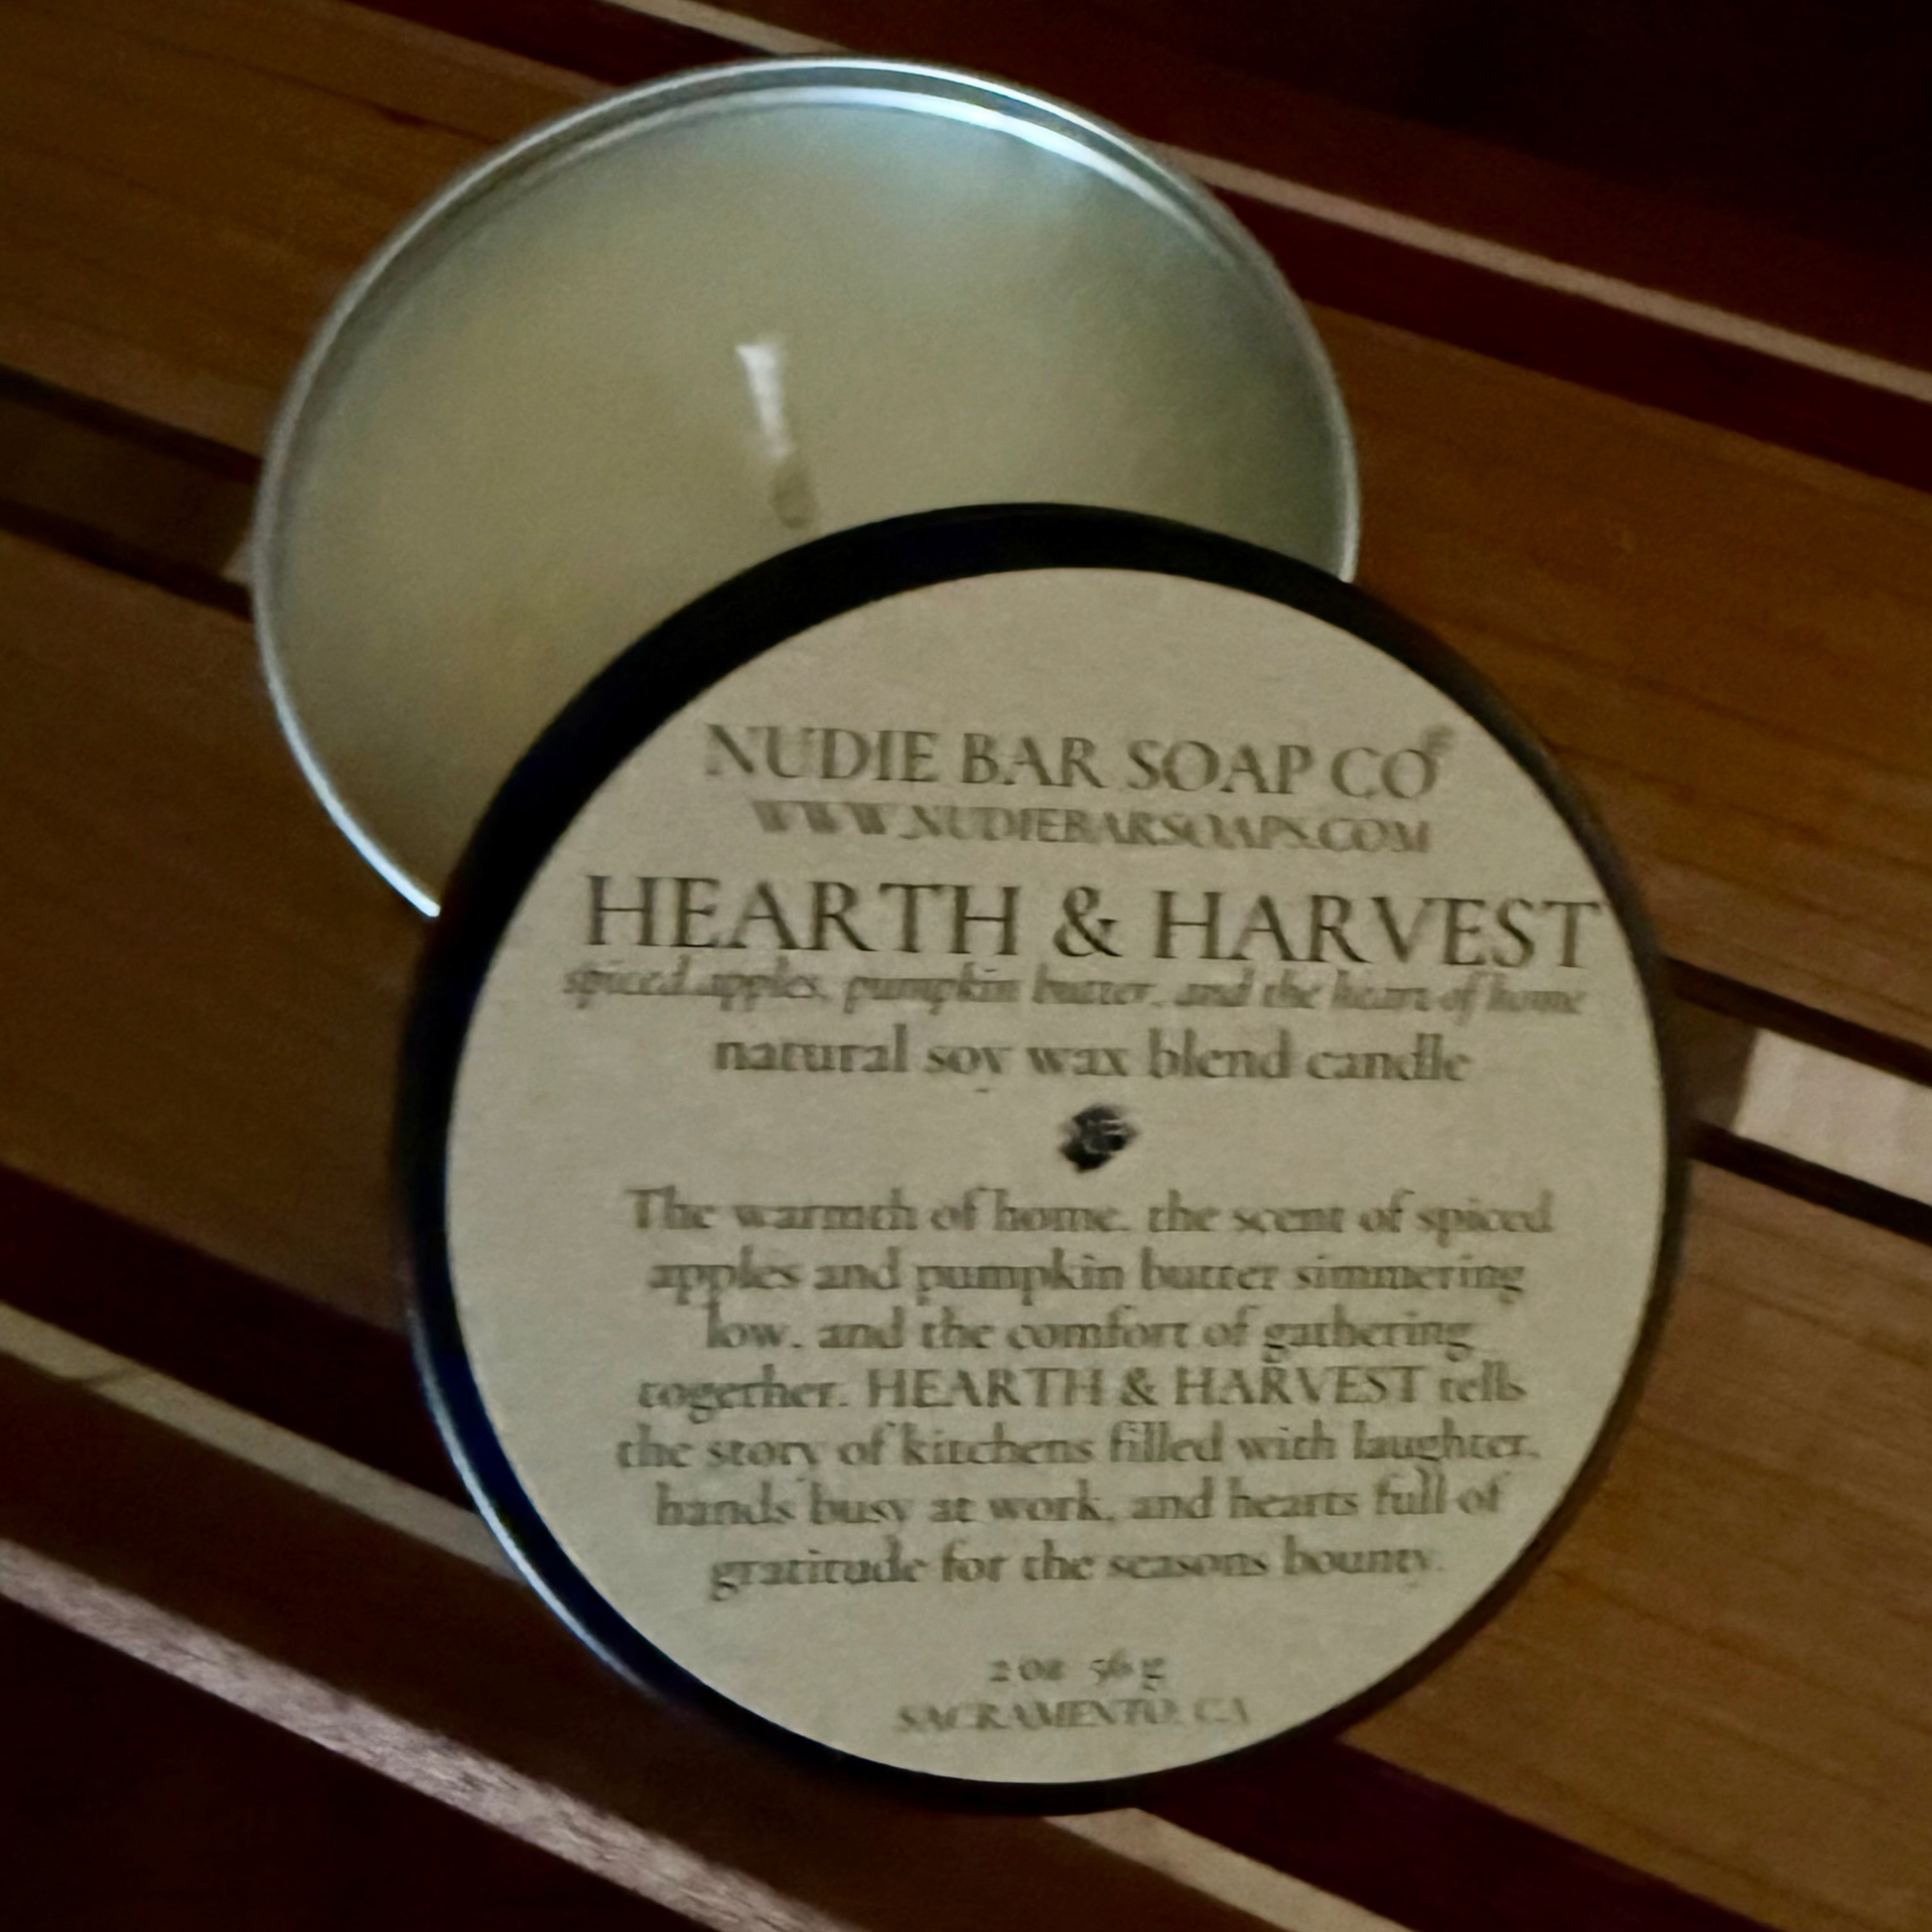 NUDIE BAR SOAP CO
WWW.NUDIEBARSOAPS.COM
HEARTH & HARVEST
spiced apples, pumpkin butter, and the heart of home
natural soy wax blend candle
The warmth of home, the scent of spiced
apples and pumpkin butter simmering
low, and the comfort of gathering
together. HEARTH & HARVEST tells
the story of kitchens filled with laughter,
hands busy at work, and hearts full of
gratitude for the seasons bounty.
2 oz 56 g
SACRAMENTO, CA